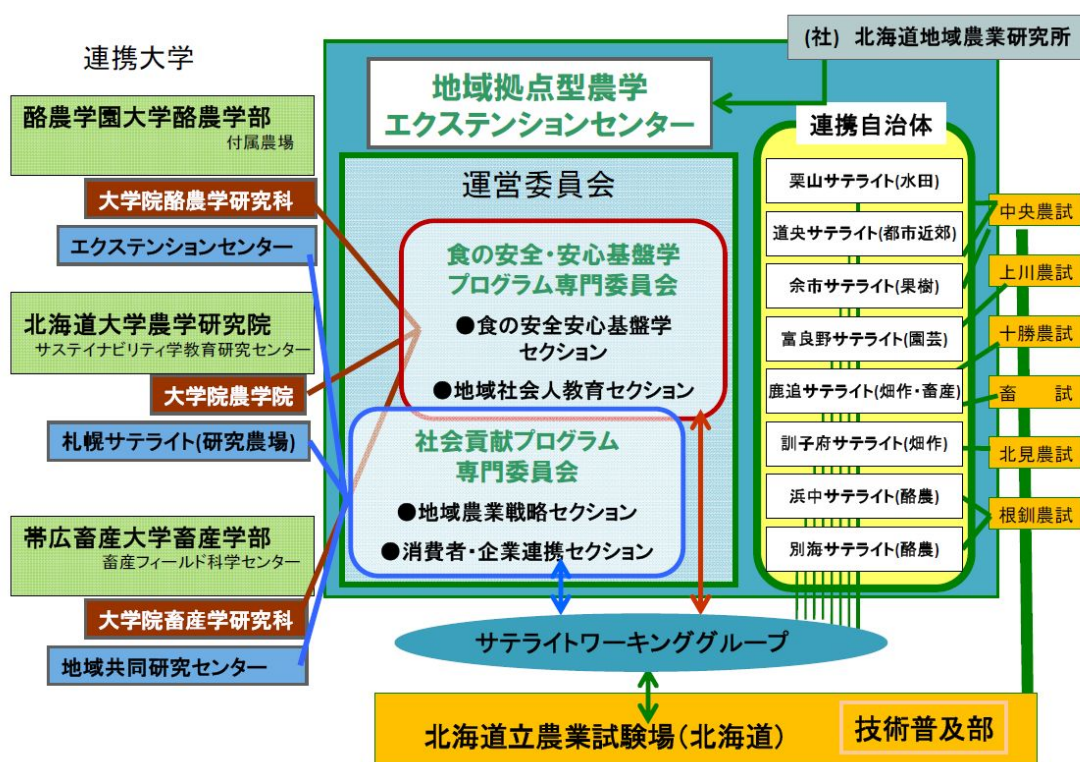 (社) 北海道地域農業研究所
連携大学
酪農学園大学酪農学部
付属農場
大学院酪農学研究科
エクステンションセンター
北海道大学農学研究院
サステイナビリティ学教育研究センター
大学院農学院
札幌サテライト(研究農場)
帯広畜産大学畜産学部
畜産フィールド科学センター
大学院畜産学研究科
地域共同研究センター
地域拠点型農学
エクステンションセンター
運営委員会
食の安全・安心基盤学
プログラム専門委員会
●食の安全安心基盤学
セクション
●地域社会人教育セクション
社会貢献プログラム
専門委員会
●地域農業戦略セクション
●消費者・企業連携セクション
連携自治体
栗山サテライト(水田)
道央サテライト(都市近郊)
余市サテライト(果樹)
富良野サテライト(園芸)
鹿追サテライト(畑作・畜産)
訓子府サテライト(畑作)
浜中サテライト(酪農)
別海サテライト(酪農)
中央農試
上川農試
十勝農試
畜 試
北見農試
根釧農試
サテライトワーキンググループ
北海道立農業試験場(北海道)
技術普及部